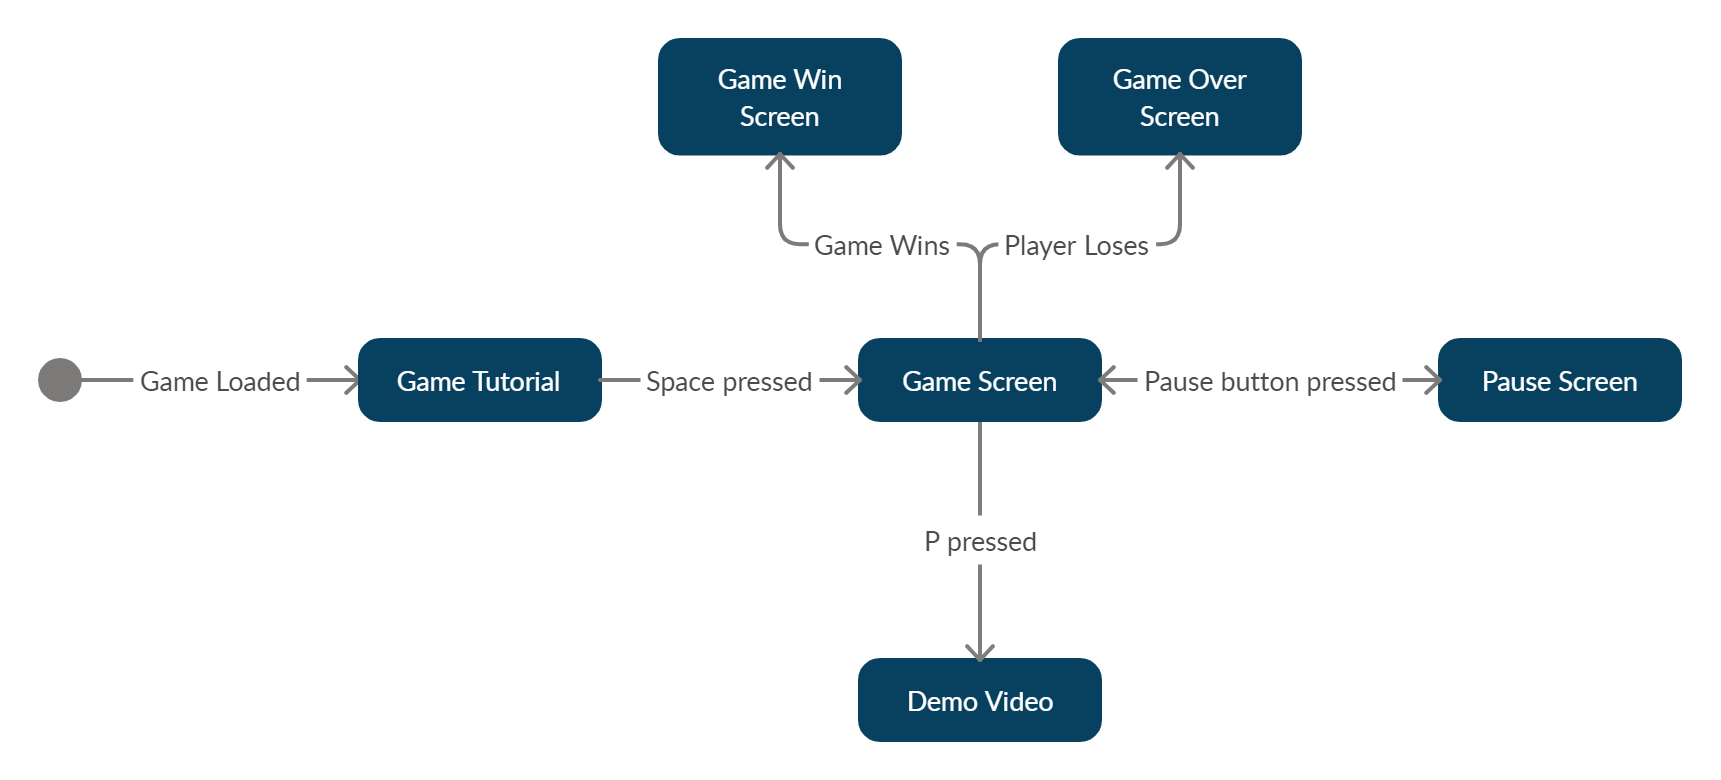 Game Win
Screen
Game Over
Screen
Game Wins
Player Loses
Game Loaded
Game Tutorial
Space pressed
Game Screen
Pause button pressed
Pause Screen
P pressed
Demo Video